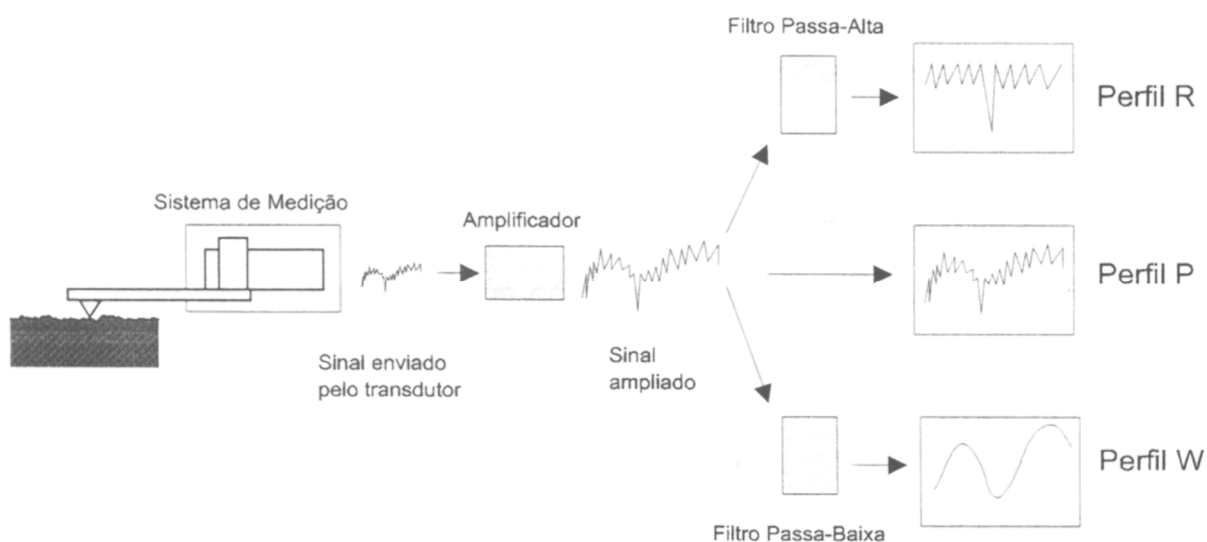 Filtro Passa-Alta
Perfil R
Sistema de Medição
Amplificador
Perfil P
Sinal enviado
pelo transdutor
Sinal
ampliado
Perfil W
Filtro Passa-Baixa